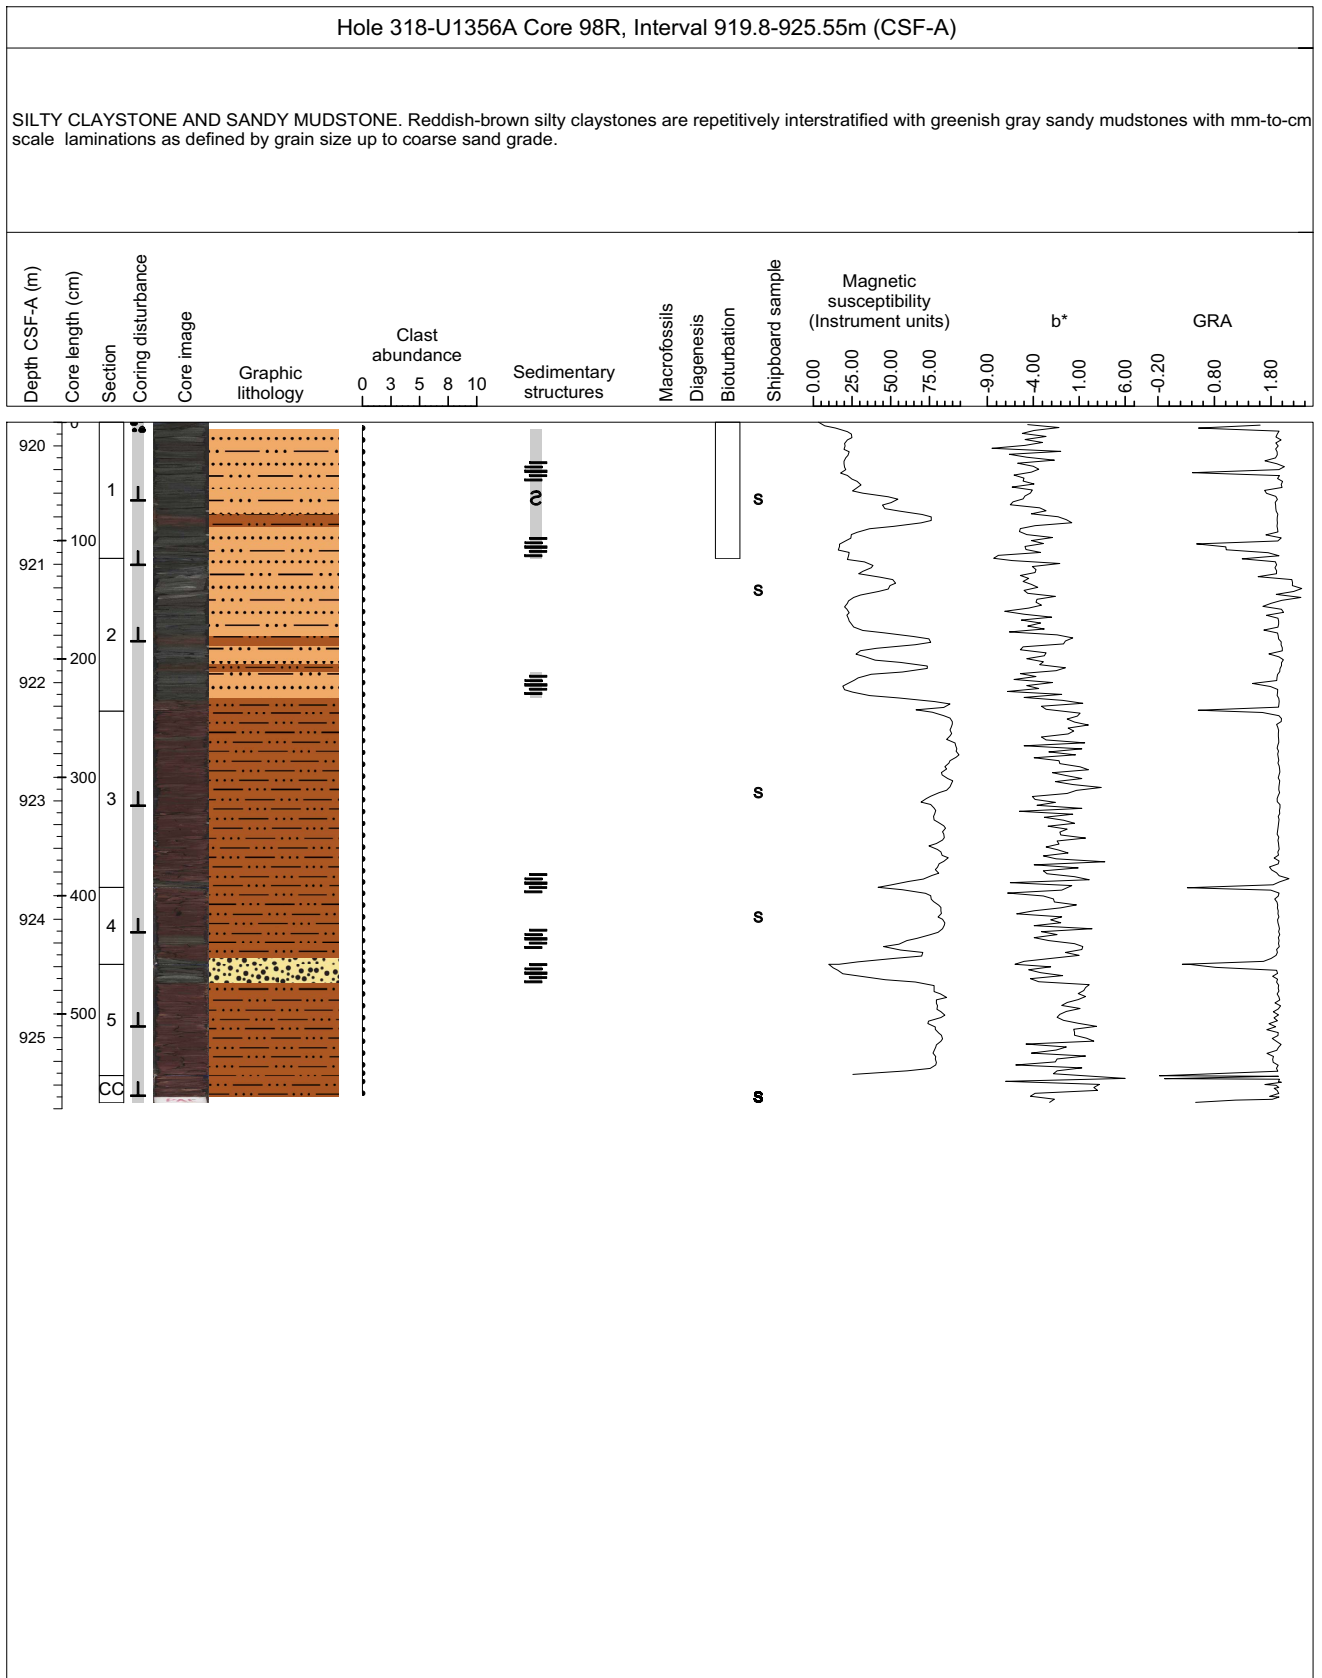 Hole 318-U1356A Core 98R, Interval 919.8-925.55m (CSF-A)
SILTY CLAYSTONE AND SANDY MUDSTONE. Reddish-brown silty claystones are repetitively interstratified with greenish gray sandy mudstones with mm-to-cm
scale laminations as defined by grain size up to coarse sand grade.
Depth CSF-A (m)
Core length (cm)
Section
Coring disturbance
Core image
Graphic
lithology
Clast
abundance
0 3 5 8 10
Sedimentary
structures
Macrofossils
Diagenesis
Bioturbation
Shipboard sample
Magnetic
susceptibility
(Instrument units)
0.00 25.00 50.00 75.00
b*
-9.00 -4.00 1.00 6.00
GRA
-0.20 0.80 1.80
0
920
1
S
100
921
S
2
200
922
300
3
S
923
400
4
S
924
500
5
925
CC
S